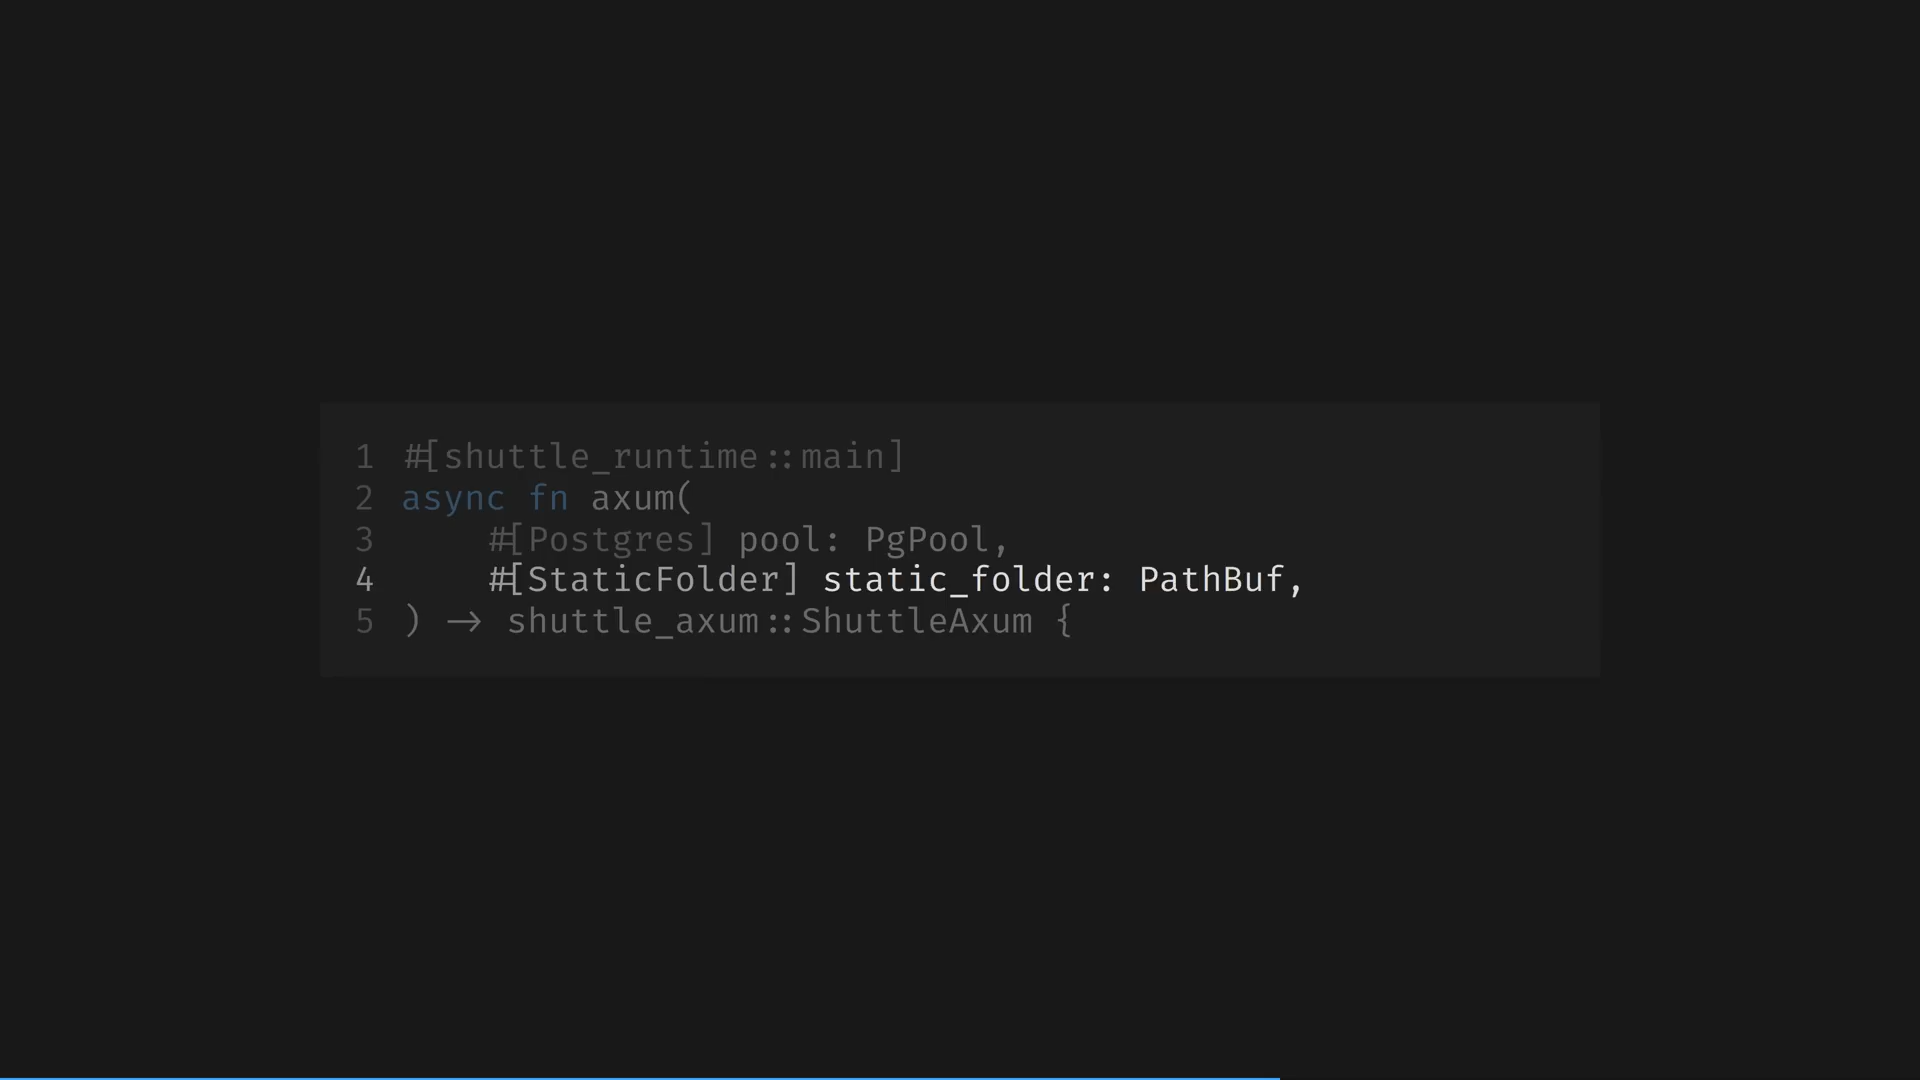 1 #[shuttle_runtime::main]
2 async fn axum(
3     #[Postgres] pool: PgPool,
4     #[StaticFolder] static_folder: PathBuf,
5 ) -> shuttle_axum::ShuttleAxum {